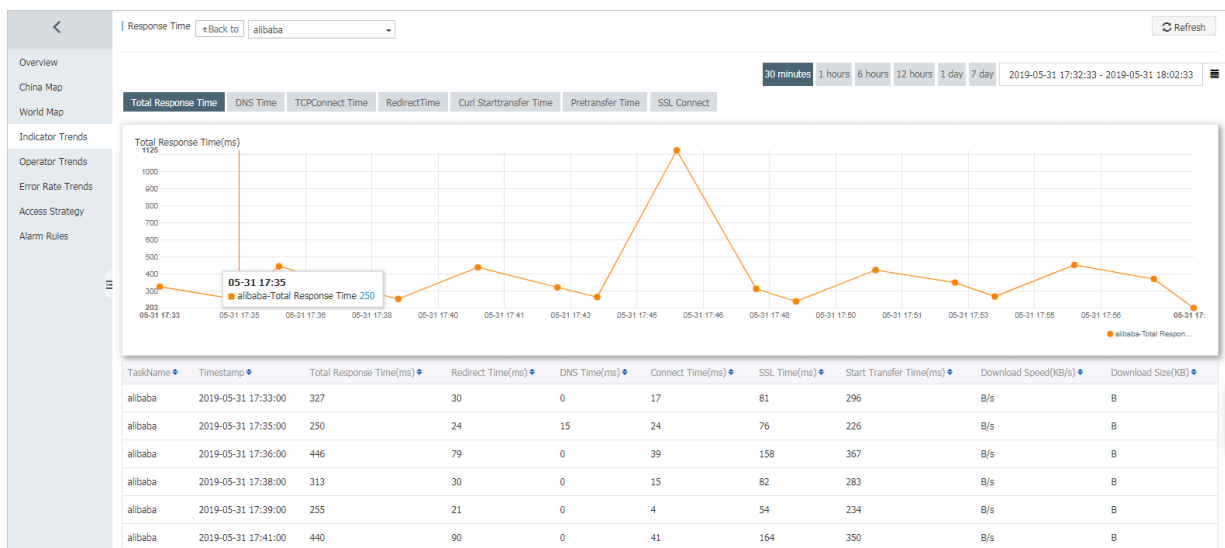 Response Time Back to alibaba Refresh
Overview
China Map
World Map
Indicator Trends
Operator Trends
Error Rate Trends
Access Strategy
Alarm Rules
30 minutes 1 hours 6 hours 12 hours 1 day 7 day 2019-05-31 17:32:33 - 2019-05-31 18:02:33
Total Response Time DNS Time TCPConnect Time RedirectTime Curl Starttransfer Time Pretransfer Time SSL Connect
Total Response Time(ms)
1125
1000
900
800
700
600
500
400
300
203
05-31 17:35
alibaba-Total Response Time 250
05-31 17:33 05-31 17:35 05-31 17:36 05-31 17:38 05-31 17:40 05-31 17:41 05-31 17:43 05-31 17:45 05-31 17:46 05-31 17:48 05-31 17:50 05-31 17:51 05-31 17:53 05-31 17:55 05-31 17:56 05-31 17:
alibaba-Total Respon...
TaskName Timestamp Total Response Time(ms) Redirect Time(ms) DNS Time(ms) Connect Time(ms) SSL Time(ms) Start Transfer Time(ms) Download Speed(KB/s) Download Size(KB)
alibaba 2019-05-31 17:33:00 327 30 0 17 81 296 B/s B
alibaba 2019-05-31 17:35:00 250 24 15 24 76 226 B/s B
alibaba 2019-05-31 17:36:00 446 79 0 39 158 367 B/s B
alibaba 2019-05-31 17:38:00 313 30 0 15 82 283 B/s B
alibaba 2019-05-31 17:39:00 255 21 0 4 54 234 B/s B
alibaba 2019-05-31 17:41:00 440 90 0 41 164 350 B/s B